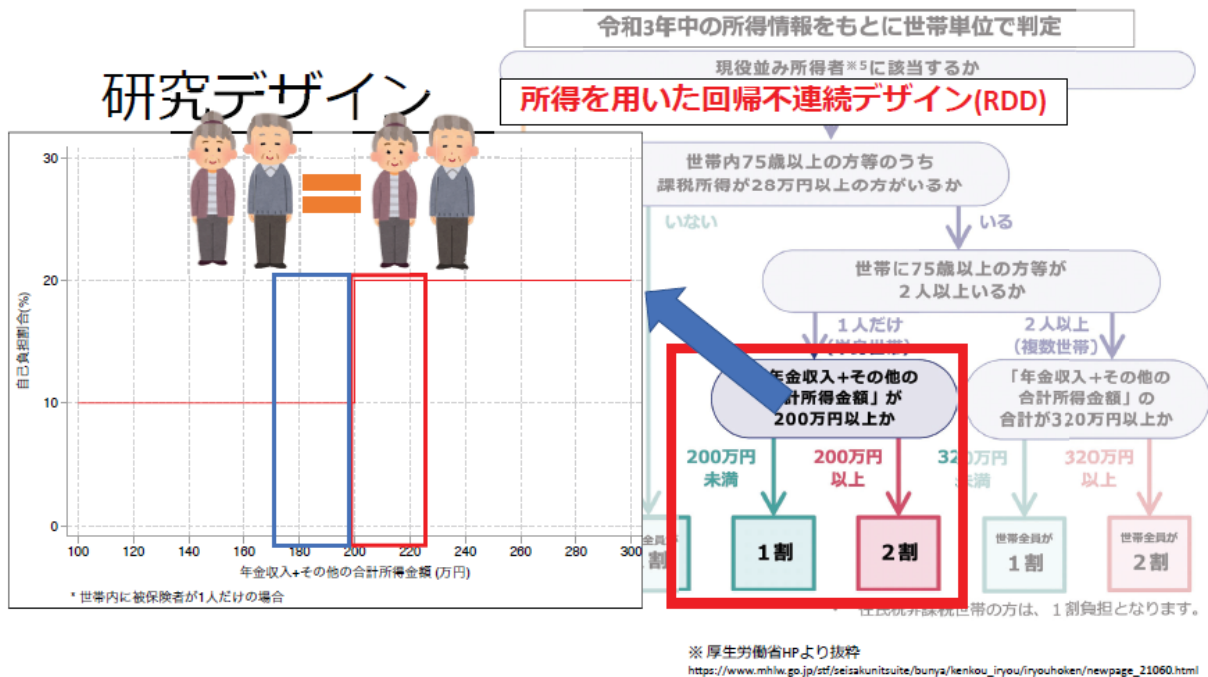 令和3年中の所得情報をもとに世帯単位で判定
現役並み所得者※5に該当するか
研究デザイン
所得を用いた回帰不連続デザイン(RDD)
世帯内75歳以上の方等のうち
課税所得が28万円以上の方がいるか
いない
いる
世帯に75歳以上の方等が
2人以上いるか
1人だけ
2人以上
(複数世帯)
年金収入+その他の
計所得金額」が
200万円以上か
「年金収入+その他の
合計所得金額」の
合計が320万円以上か
200万円
未満
200万円
以上
320万円
未満
320万円
以上
世帯全員が
割
1割
2割
世帯全員が
1割
世帯全員が
2割
住民税非課税世帯の方は、1割負担となります。
自己負担割合(%)
30
20
10
0
100
120
140
160
180
200
220
240
260
280
300
年金収入+その他の合計所得金額 (万円)
* 世帯内に被保険者が1人だけの場合
※ 厚生労働省HPより抜粋
https://www.mhlw.go.jp/stf/seisakunitsuite/bunya/kenkou_iryou/iryouhoken/newpage_21060.html